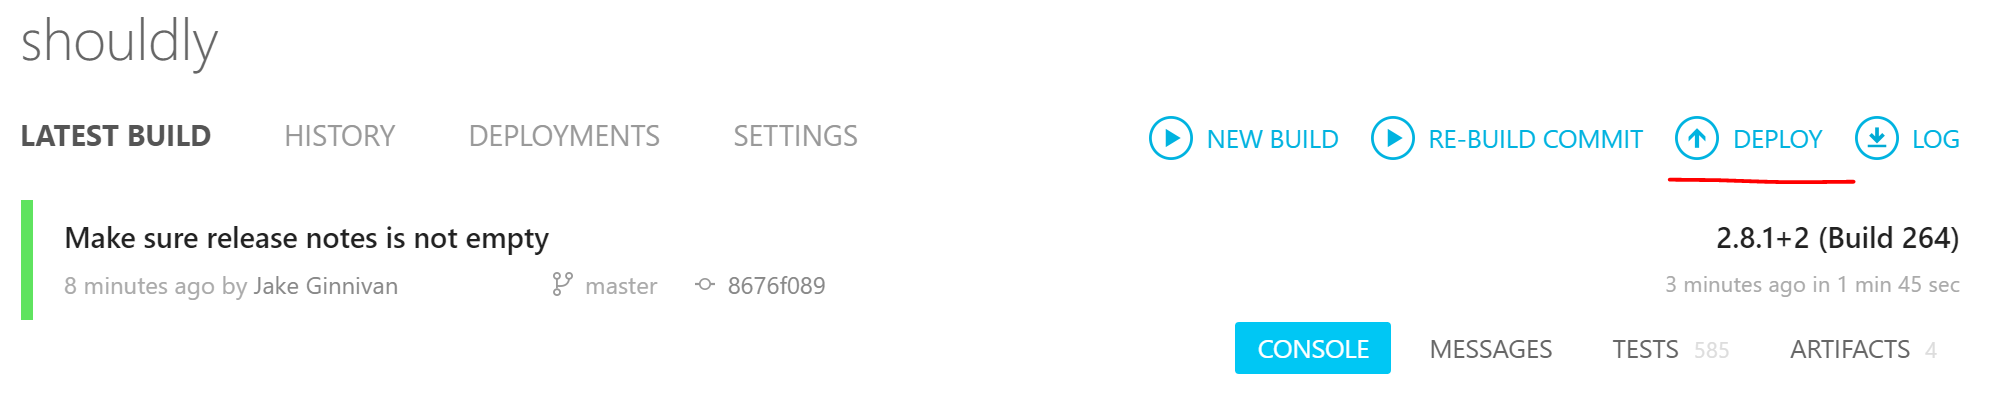 shouldly
LATEST BUILD HISTORY DEPLOYMENTS SETTINGS NEW BUILD RE-BUILD COMMIT DEPLOY LOG
Make sure release notes is not empty 2.8.1+2 (Build 264)
8 minutes ago by Jake Ginnivan master 8676f089 3 minutes ago in 1 min 45 sec
CONSOLE MESSAGES TESTS 585 ARTIFACTS 4